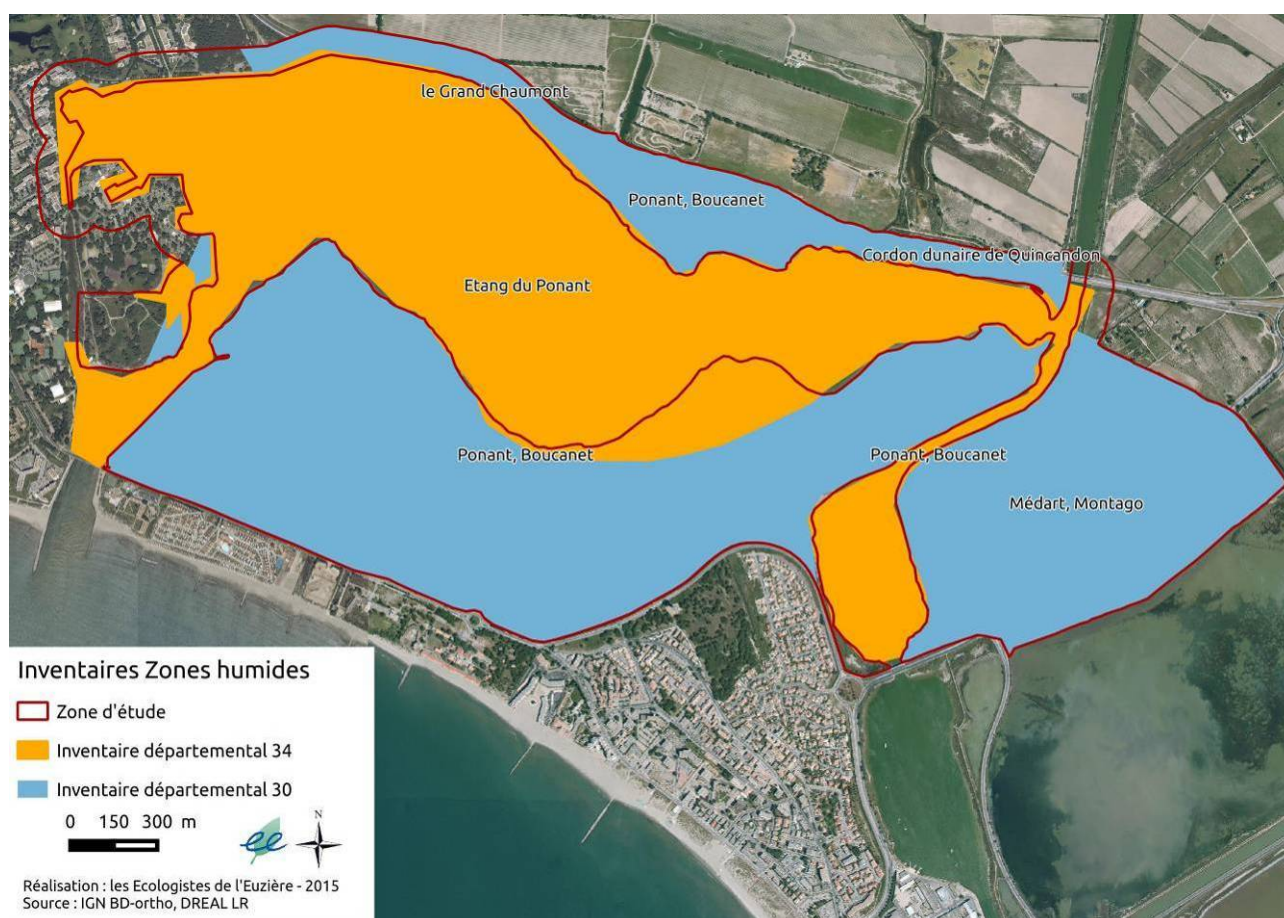 le Grand Chaumont
Ponant, Boucanet
Cordon dunaire de Quincandon
Etang du Ponant
Ponant, Boucanet
Ponant, Boucanet
Médart, Montago
Inventaires Zones humides
Zone d'étude
Inventaire départemental 34
Inventaire départemental 30
0 150 300 m
ee
N
Réalisation : les Ecologistes de l'Euzière - 2015
Source : IGN BD-ortho, DREAL LR